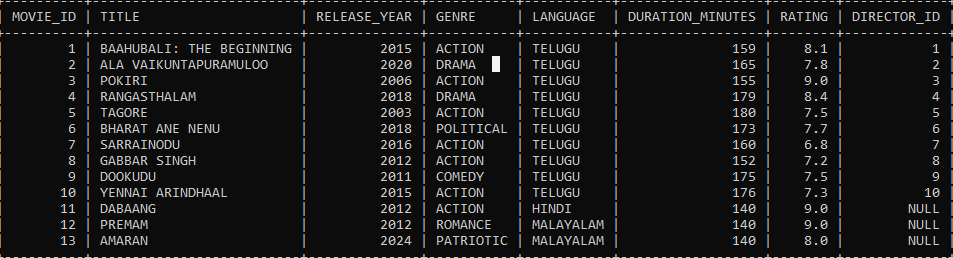 MOVIE_ID | TITLE | RELEASE_YEAR | GENRE | LANGUAGE | DURATION_MINUTES | RATING | DIRECTOR_ID |
1 | BAAHUBALI: THE BEGINNING | 2015 | ACTION | TELUGU | 159 | 8.1 | 1 |
2 | ALA VAIKUNTAPURAMULOO | 2020 | DRAMA | TELUGU | 165 | 7.8 | 2 |
3 | POKIRI | 2006 | ACTION | TELUGU | 155 | 9.0 | 3 |
4 | RANGASTHALAM | 2018 | DRAMA | TELUGU | 179 | 8.4 | 4 |
5 | TAGORE | 2003 | ACTION | TELUGU | 180 | 7.5 | 5 |
6 | BHARAT ANE NENU | 2018 | POLITICAL | TELUGU | 173 | 7.7 | 6 |
7 | SARRAINODU | 2016 | ACTION | TELUGU | 160 | 6.8 | 7 |
8 | GABBAR SINGH | 2012 | ACTION | TELUGU | 152 | 7.2 | 8 |
9 | DOOKUDU | 2011 | COMEDY | TELUGU | 175 | 7.5 | 9 |
10 | YENNAI ARINDHAAL | 2015 | ACTION | TELUGU | 176 | 7.3 | 10 |
11 | DABAANG | 2012 | ACTION | HINDI | 140 | 9.0 | NULL |
12 | PREMAM | 2012 | ROMANCE | MALAYALAM | 140 | 9.0 | NULL |
13 | AMARAN | 2024 | PATRIOTIC | MALAYALAM | 140 | 8.0 | NULL |